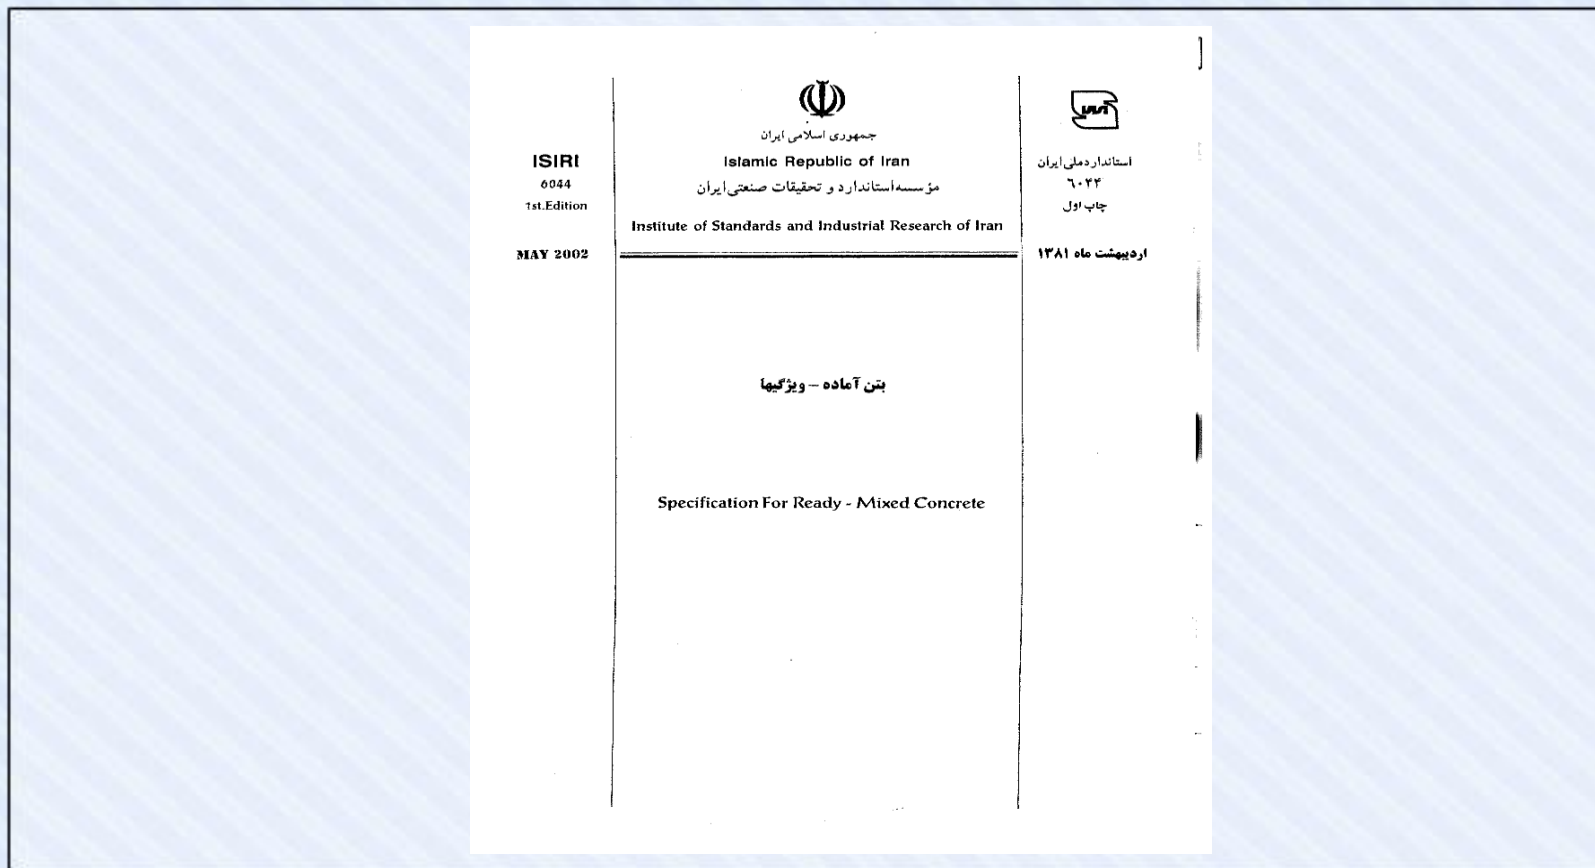 جمهوری اسلامی ایران
Islamic Republic of Iran
مؤسسه استاندارد و تحقیقات صنعتی ایران
Institute of Standards and Industrial Research of Iran
ISIRI
6044
1st.Edition
MAY 2002
استاندارد ملی ایران
٦٠۴۴
چاپ اول
اردیبهشت ماه ۱۳۸۱
بتن آماده – ویژگیها
Specification For Ready - Mixed Concrete